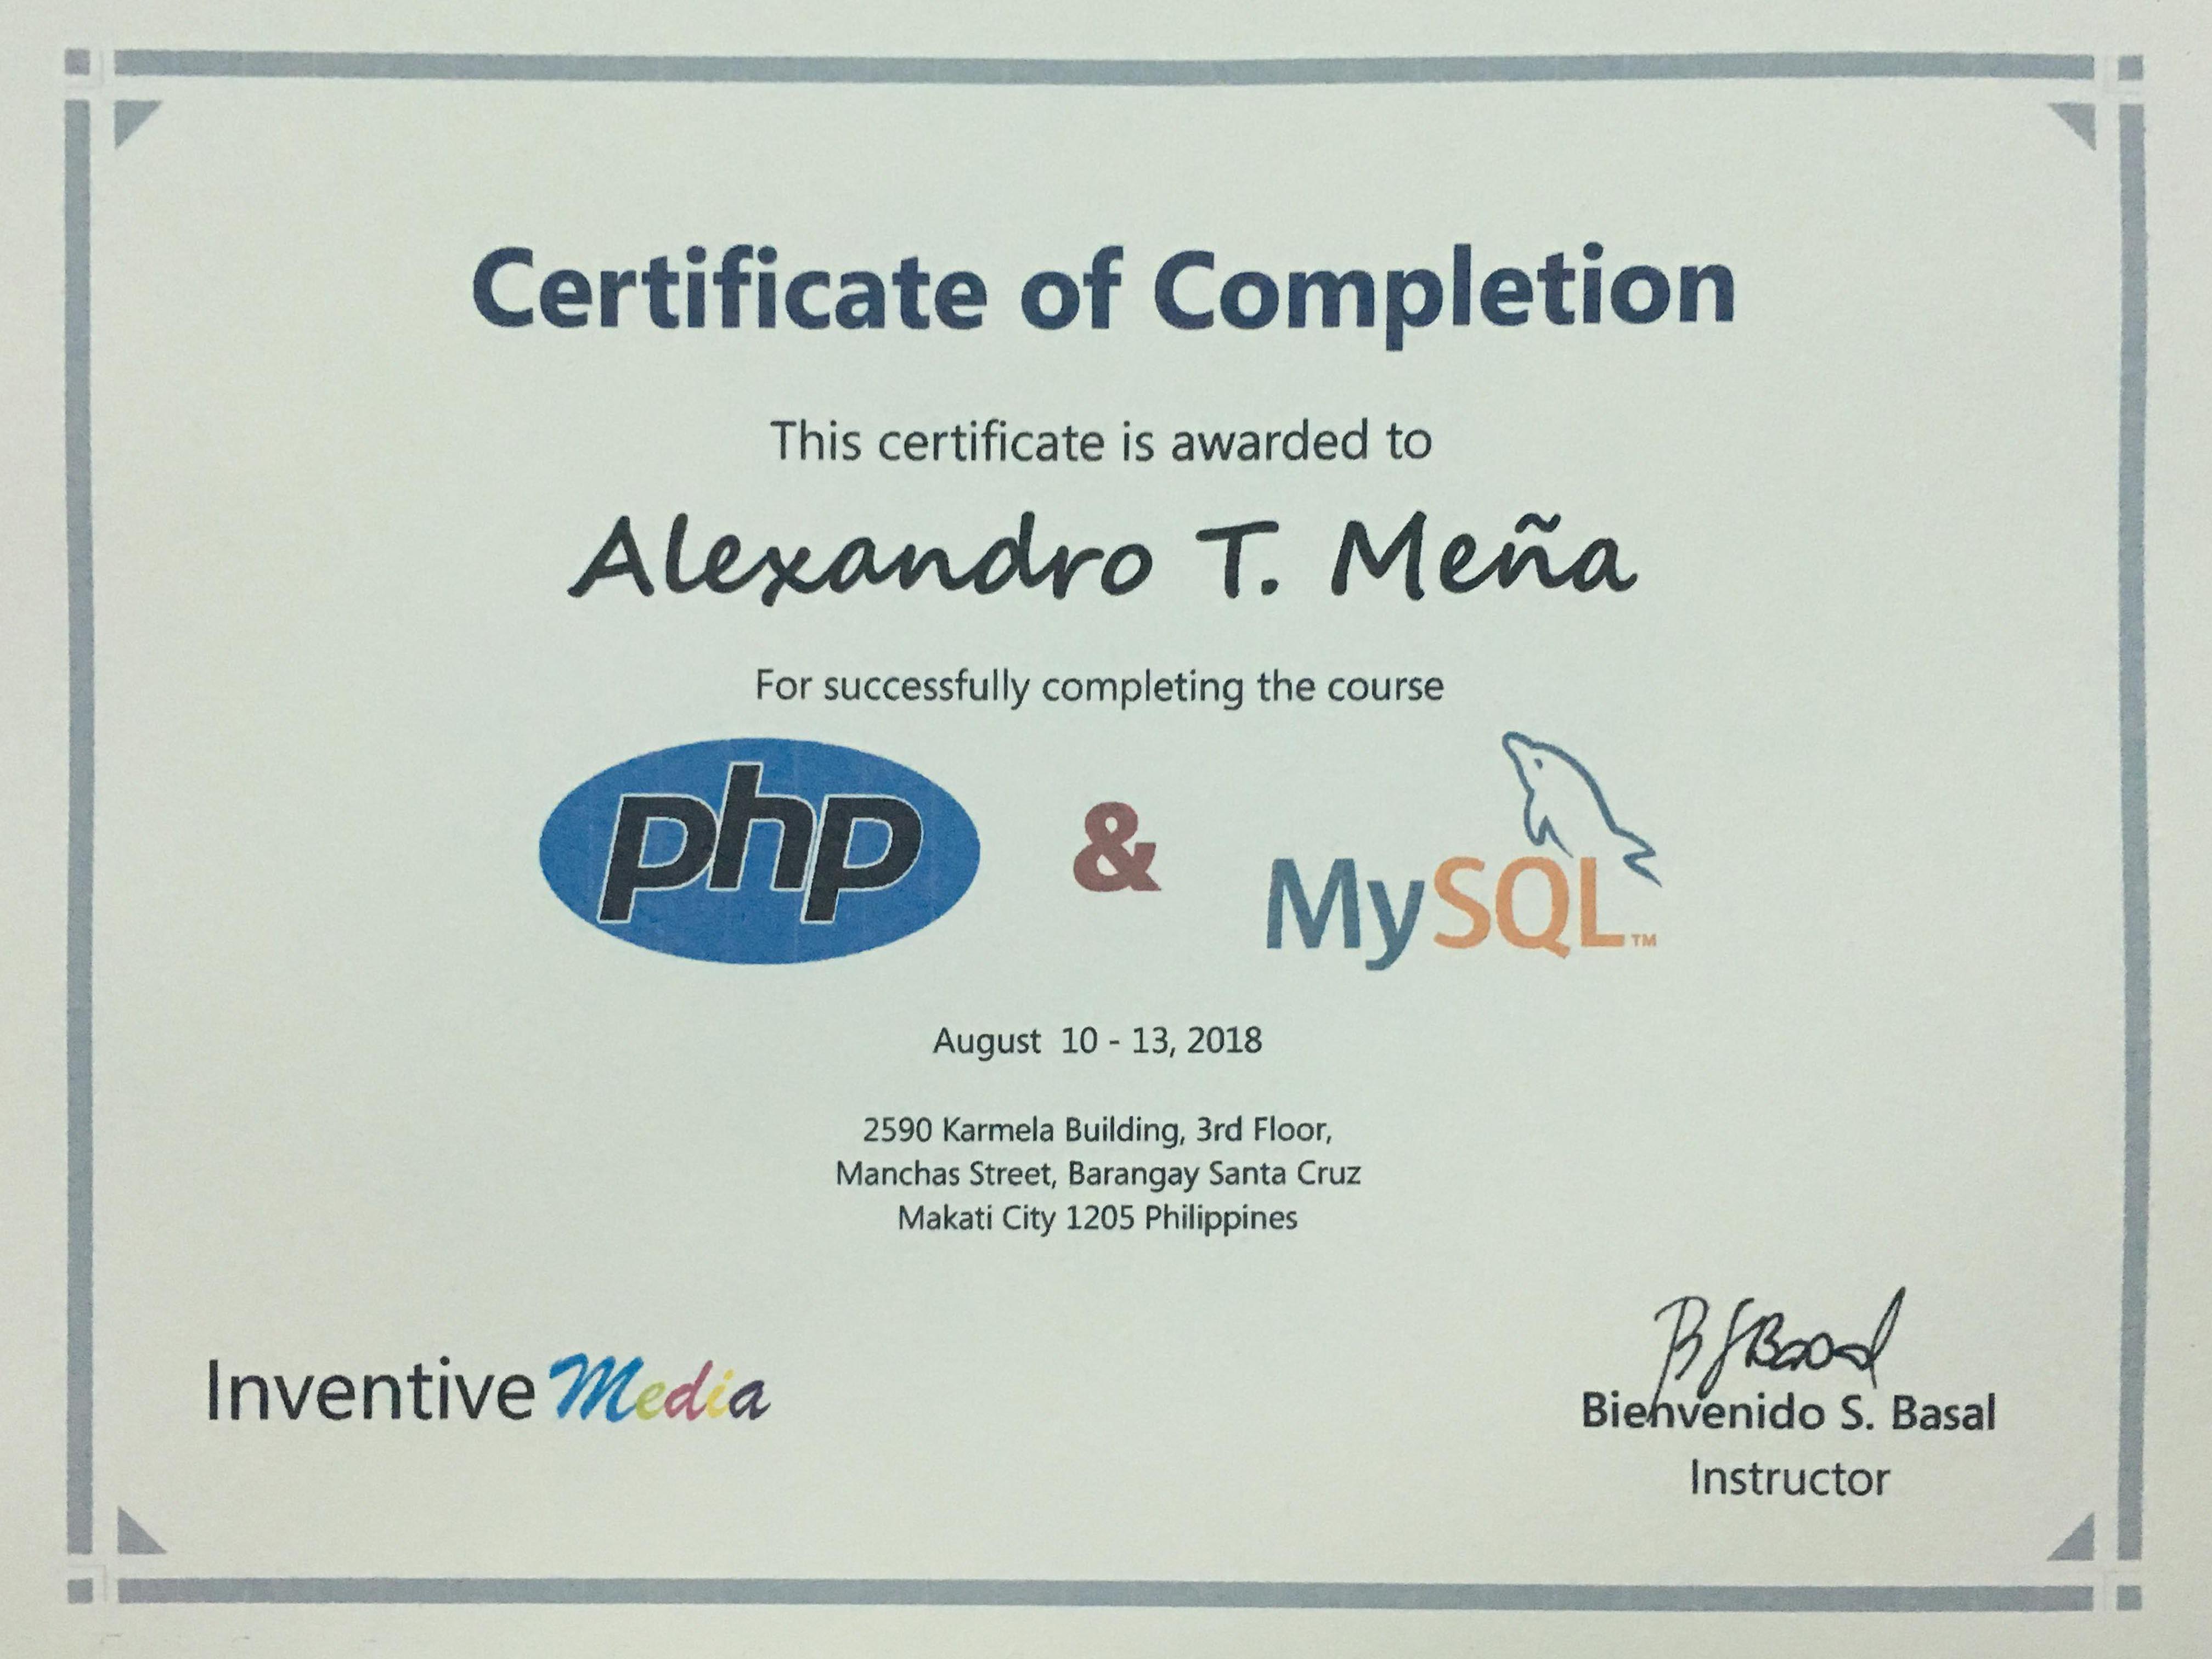 Certificate of Completion
This certificate is awarded to
Alexandro T. Meña
For successfully completing the course
php & MySQL™
August 10 - 13, 2018
2590 Karmela Building, 3rd Floor,
Manchas Street, Barangay Santa Cruz
Makati City 1205 Philippines
Inventive Media
Bienvenido S. Basal
Instructor